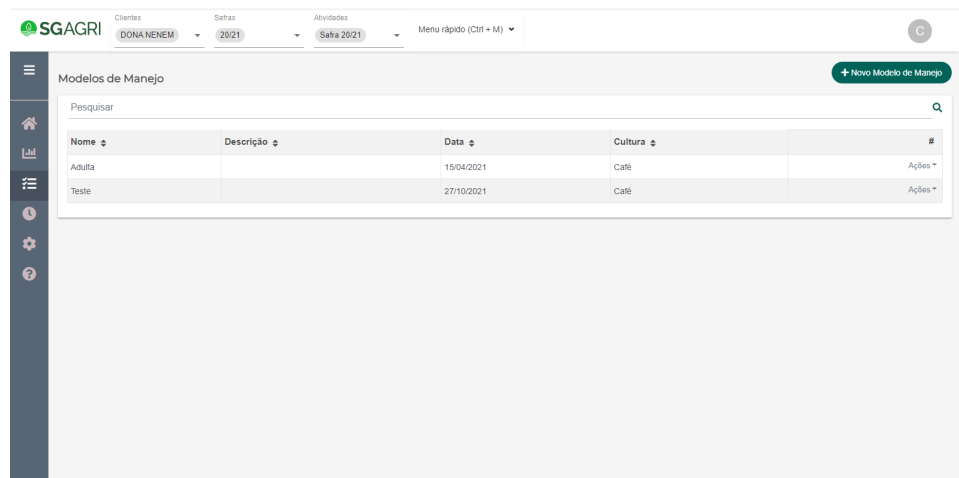 SGAGRI
Clientes Safras Atividades
DONA NENEM 20/21 Safra 20/21 Menu rápido (Ctrl + M)
C
Modelos de Manejo
+ Novo Modelo de Manejo
Pesquisar
Nome Descrição Data Cultura #
Adulta 15/04/2021 Café Ações
Teste 27/10/2021 Café Ações